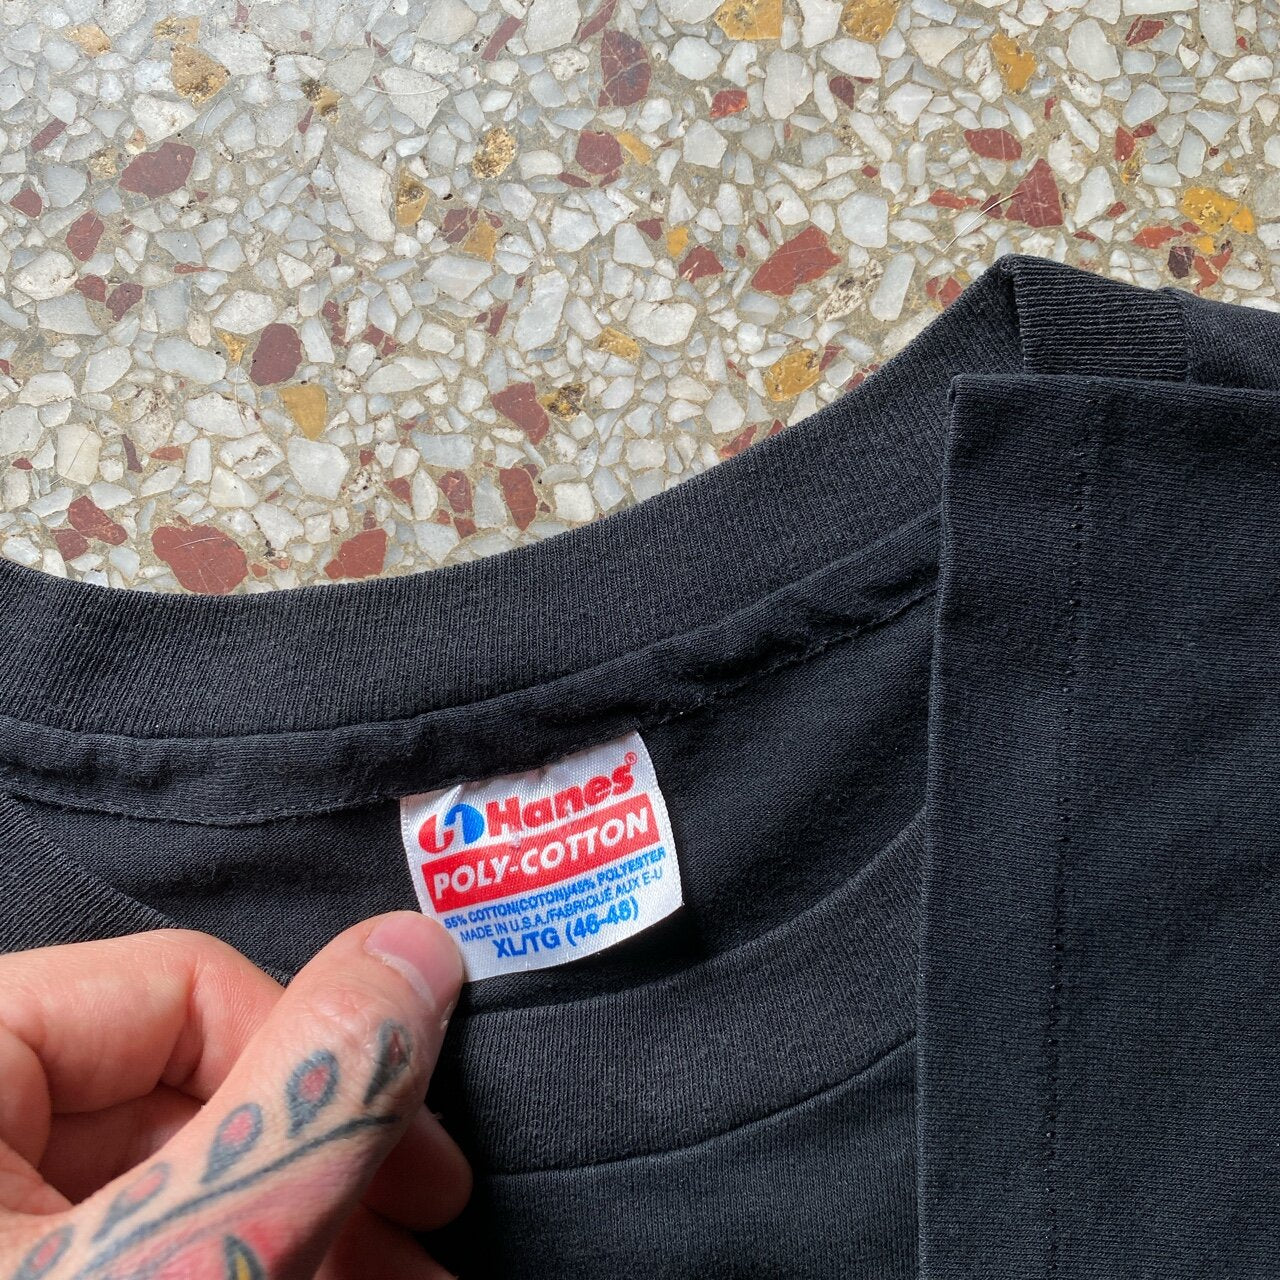 Hanes®
POLY-COTTON
55% COTTON(COTON)/45% POLYESTER
MADE IN U.S.A./FABRIQUÉ AUX E-U
XL/TG (46-48)